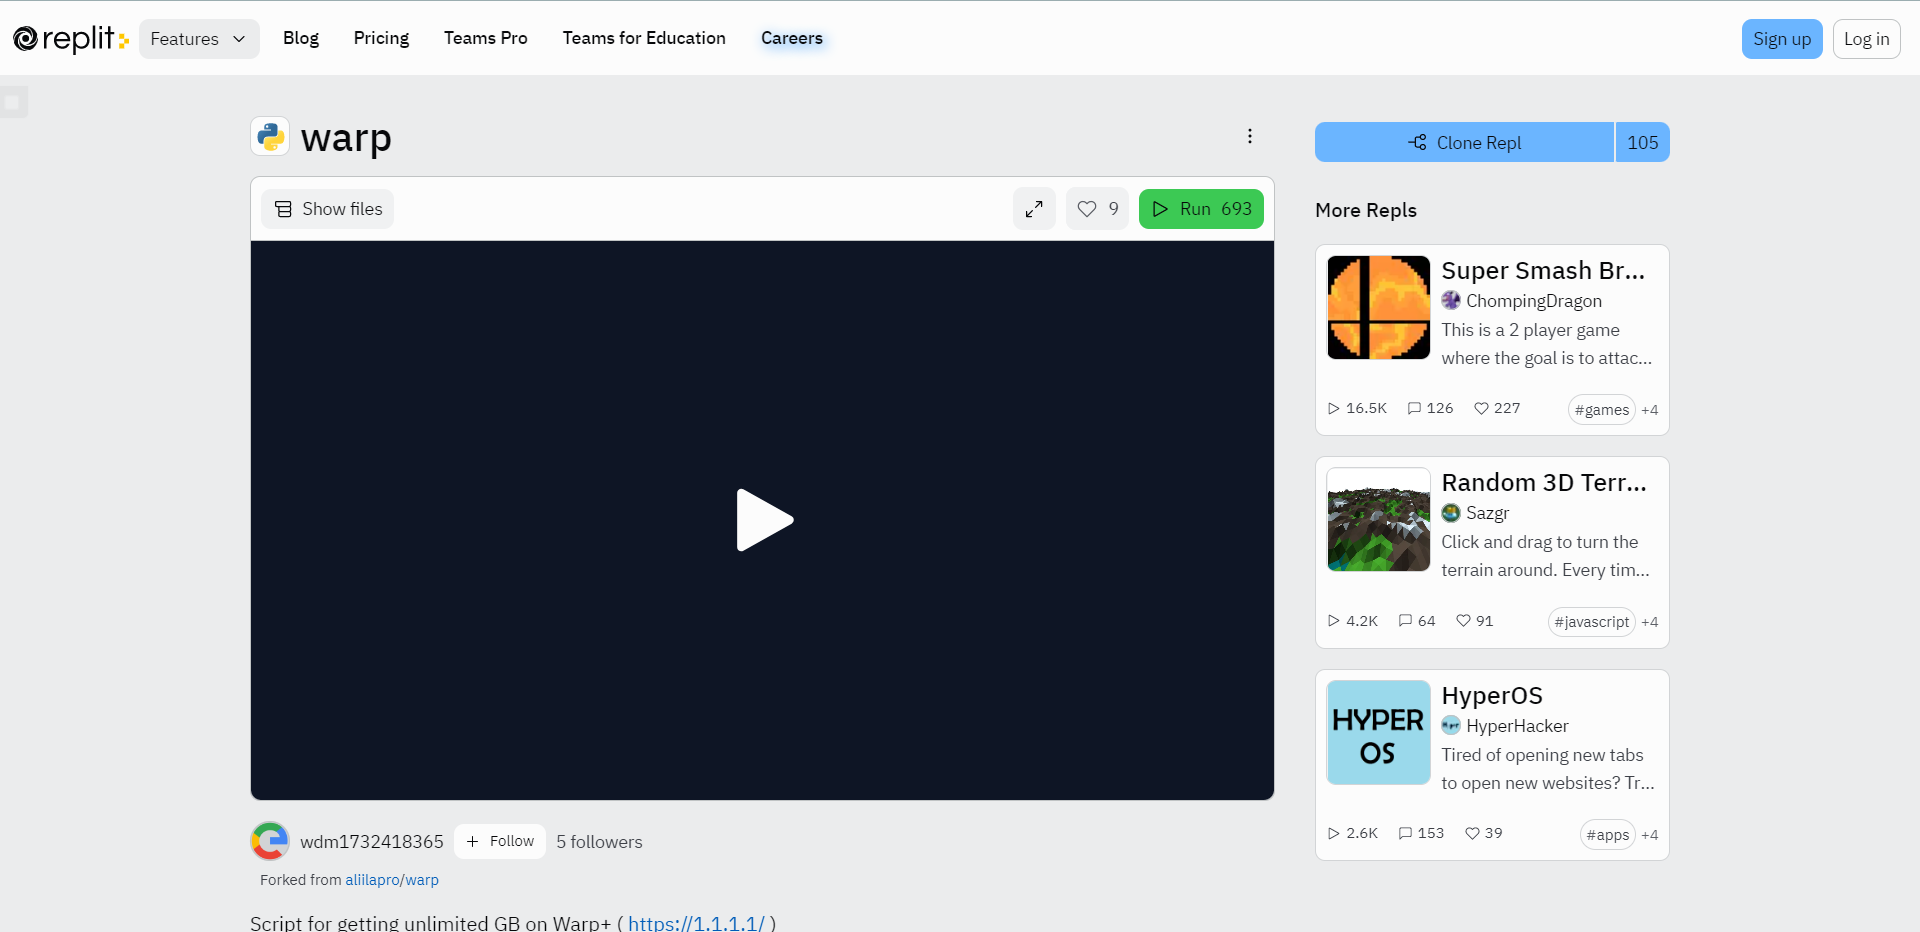 replit
Features
Blog
Pricing
Teams Pro
Teams for Education
Careers
Sign up
Log in
warp
Show files
9
Run 693
Clone Repl
105
More Repls
Super Smash Br...
ChompingDragon
This is a 2 player game
where the goal is to attac...
16.5K
126
227
#games
+4
Random 3D Terr...
Sazgr
Click and drag to turn the
terrain around. Every tim...
4.2K
64
91
#javascript
+4
HYPER
OS
HyperOS
HyperHacker
Tired of opening new tabs
to open new websites? Tr...
2.6K
153
39
#apps
+4
wdm1732418365
+ Follow
5 followers
Forked from aliilapro/warp
Script for getting unlimited GB on Warp+ ( https://1.1.1.1/ )